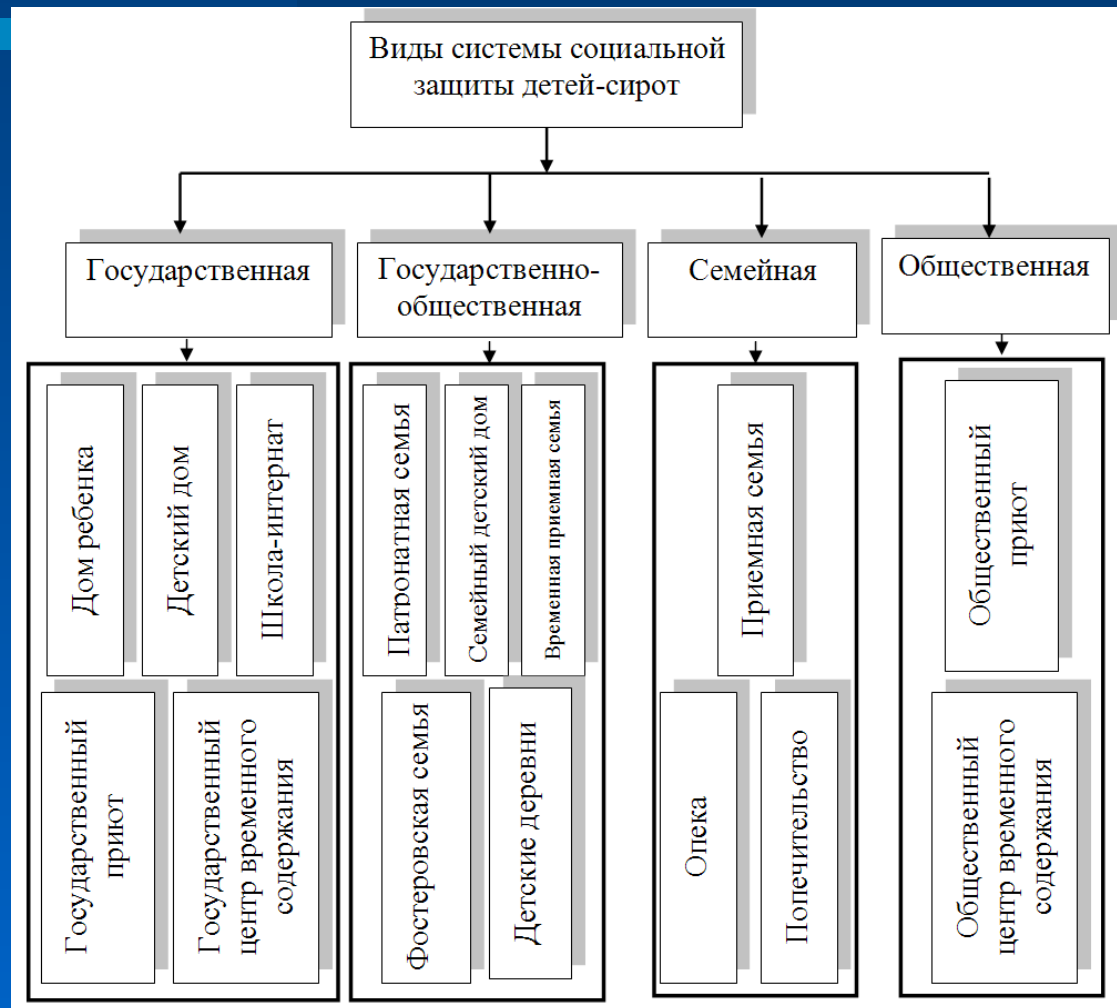 Виды системы социальной
защиты детей-сирот
Государственная
Государственно-
общественная
Семейная
Общественная
Дом ребенка
Детский дом
Школа-интернат
Государственный
приют
Государственный
центр временного
содержания
Патронатная семья
Семейный детский дом
Временная приемная семья
Фостеровская семья
Детские деревни
Приемная семья
Опека
Попечительство
Общественный
приют
Общественный
центр временного
содержания